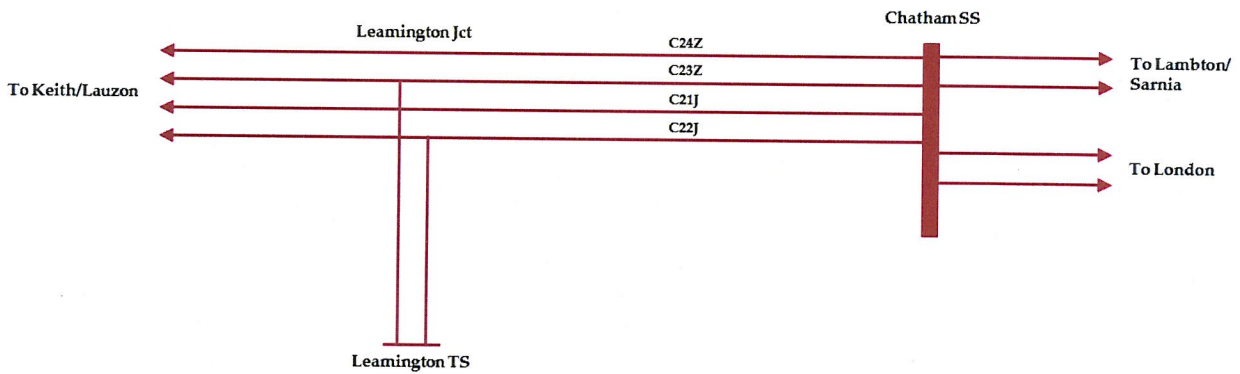 Chatham SS
Leamington Jct
C24Z
To Lambton/
Sarnia
C23Z
To Keith/Lauzon
C21J
C22J
To London
Leamington TS